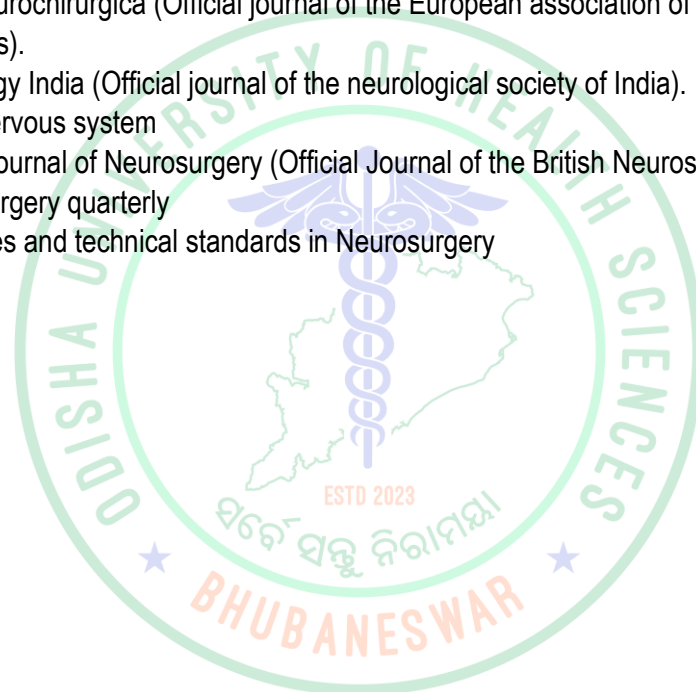 urochirurgica (Official journal of the European association of
s).
gy India (Official journal of the neurological society of India).
ervous system
ournal of Neurosurgery (Official Journal of the British Neuros
rgery quarterly
es and technical standards in Neurosurgery
ODISHA UNIVERSITY OF HEALTH SCIENCES
ESTD 2023
ସର୍ବେ ସନ୍ତୁ ନିରାମୟା
BHUBANESWAR